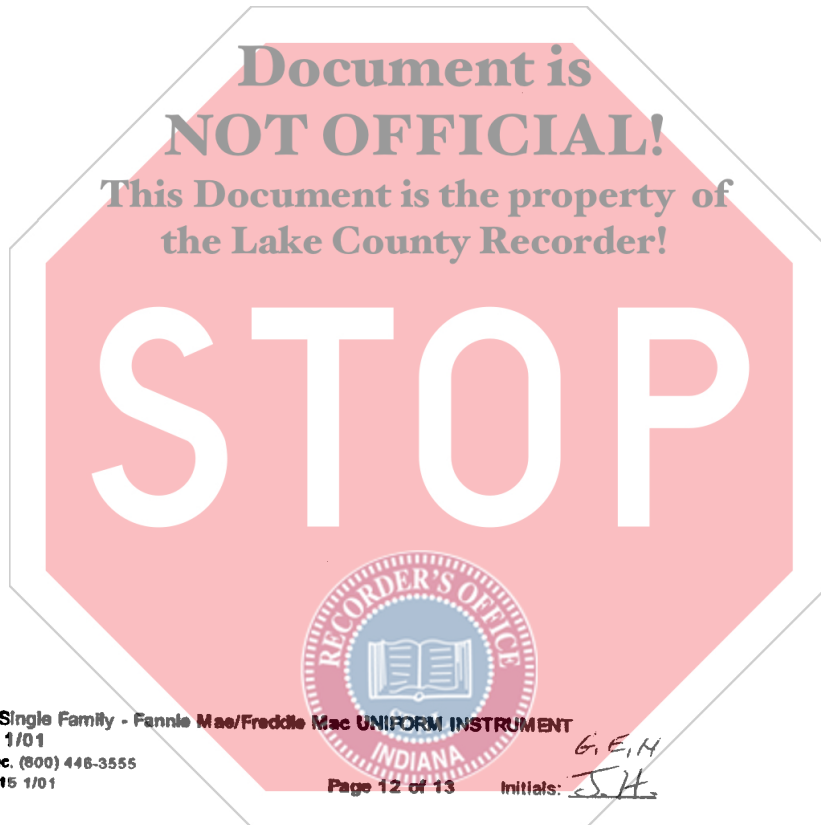 Document is
NOT OFFICIAL!
This Document is the property of
the Lake County Recorder!
STOP
RECORDER'S OFFICE
INDIANA
Single Family - Fannie Mae/Freddie Mac UNIFORM INSTRUMENT
1/01
c. (800) 446-3555
15 1/01
Page 12 of 13 Initials: J.H.
G.E.H